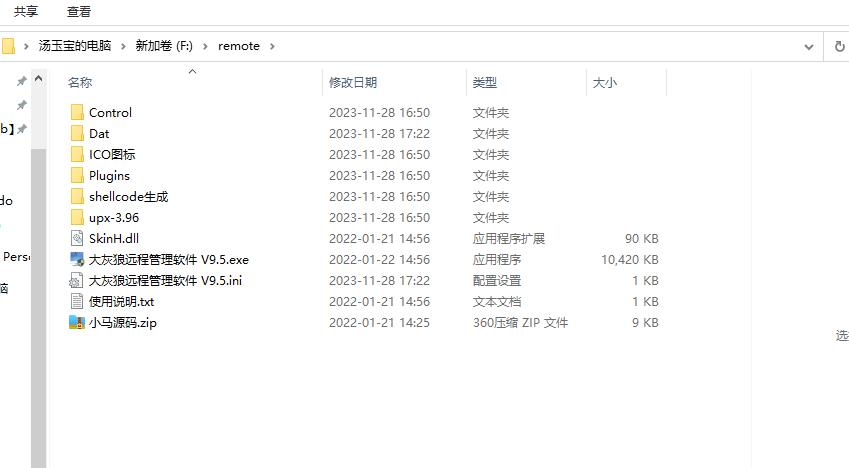 共享 查看
汤玉宝的电脑 新加卷 (F:) remote
名称 修改日期 类型 大小
Control 2023-11-28 16:50 文件夹
b】 Dat 2023-11-28 17:22 文件夹
ICO图标 2023-11-28 16:50 文件夹
Plugins 2023-11-28 16:50 文件夹
do shellcode生成 2023-11-28 16:50 文件夹
upx-3.96 2023-11-28 16:50 文件夹
SkinH.dll 2022-01-21 14:56 应用程序扩展 90 KB
Perso 大灰狼远程管理软件 V9.5.exe 2022-01-22 14:56 应用程序 10,420 KB
脑 大灰狼远程管理软件 V9.5.ini 2023-11-28 17:22 配置设置 1 KB
使用说明.txt 2022-01-21 14:56 文本文档 1 KB
小马源码.zip 2022-01-21 14:25 360压缩 ZIP 文件 9 KB
选